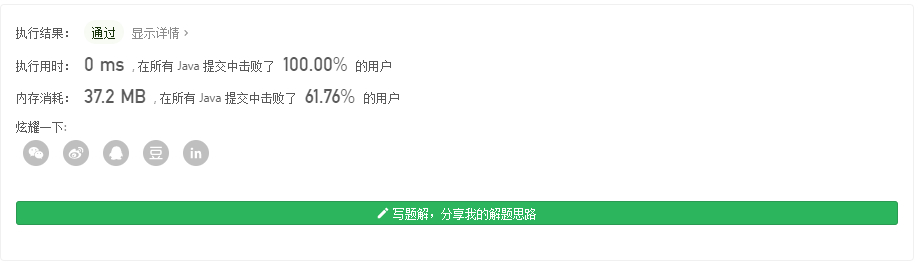 执行结果： 通过 显示详情 ›
执行用时： 0 ms , 在所有 Java 提交中击败了 100.00% 的用户
内存消耗： 37.2 MB , 在所有 Java 提交中击败了 61.76% 的用户
炫耀一下:
豆 in
写题解，分享我的解题思路